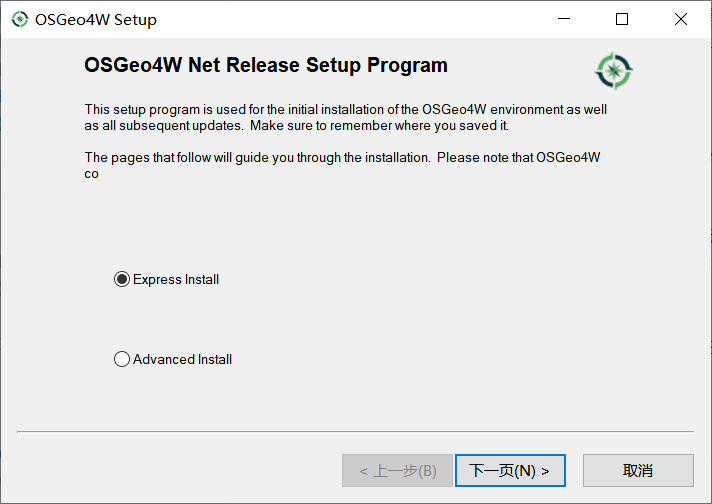 OSGeo4W Setup
OSGeo4W Net Release Setup Program
This setup program is used for the initial installation of the OSGeo4W environment as well
as all subsequent updates.  Make sure to remember where you saved it.
The pages that follow will guide you through the installation.  Please note that OSGeo4W
co
Express Install
Advanced Install
< 上一步(B)
下一页(N) >
取消